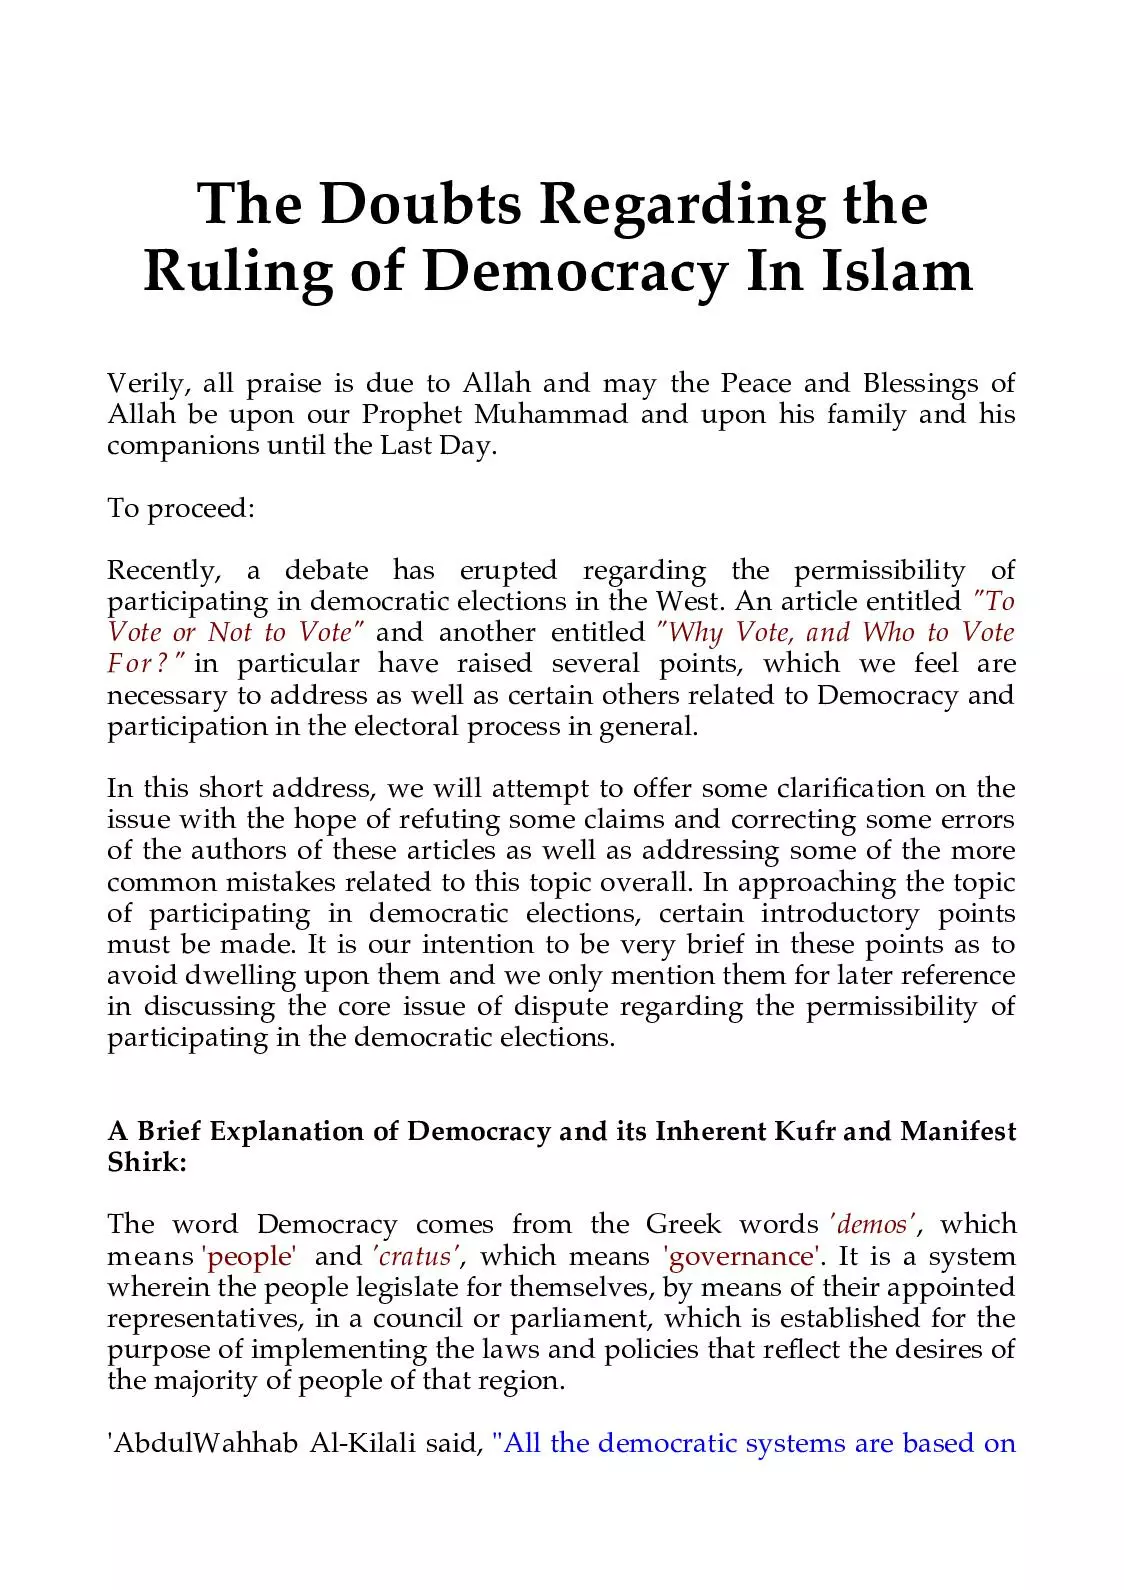 The Doubts Regarding the
Ruling of Democracy In Islam
Verily, all praise is due to Allah and may the Peace and Blessings of
Allah be upon our Prophet Muhammad and upon his family and his
companions until the Last Day.
To proceed:
Recently, a debate has erupted regarding the permissibility of
participating in democratic elections in the West. An article entitled "To
Vote or Not to Vote" and another entitled "Why Vote, and Who to Vote
For?" in particular have raised several points, which we feel are
necessary to address as well as certain others related to Democracy and
participation in the electoral process in general.
In this short address, we will attempt to offer some clarification on the
issue with the hope of refuting some claims and correcting some errors
of the authors of these articles as well as addressing some of the more
common mistakes related to this topic overall. In approaching the topic
of participating in democratic elections, certain introductory points
must be made. It is our intention to be very brief in these points as to
avoid dwelling upon them and we only mention them for later reference
in discussing the core issue of dispute regarding the permissibility of
participating in the democratic elections.
A Brief Explanation of Democracy and its Inherent Kufr and Manifest
Shirk:
The word Democracy comes from the Greek words 'demos', which
means 'people' and 'cratus', which means 'governance'. It is a system
wherein the people legislate for themselves, by means of their appointed
representatives, in a council or parliament, which is established for the
purpose of implementing the laws and policies that reflect the desires of
the majority of people of that region.
'AbdulWahhab Al-Kilali said, "All the democratic systems are based on